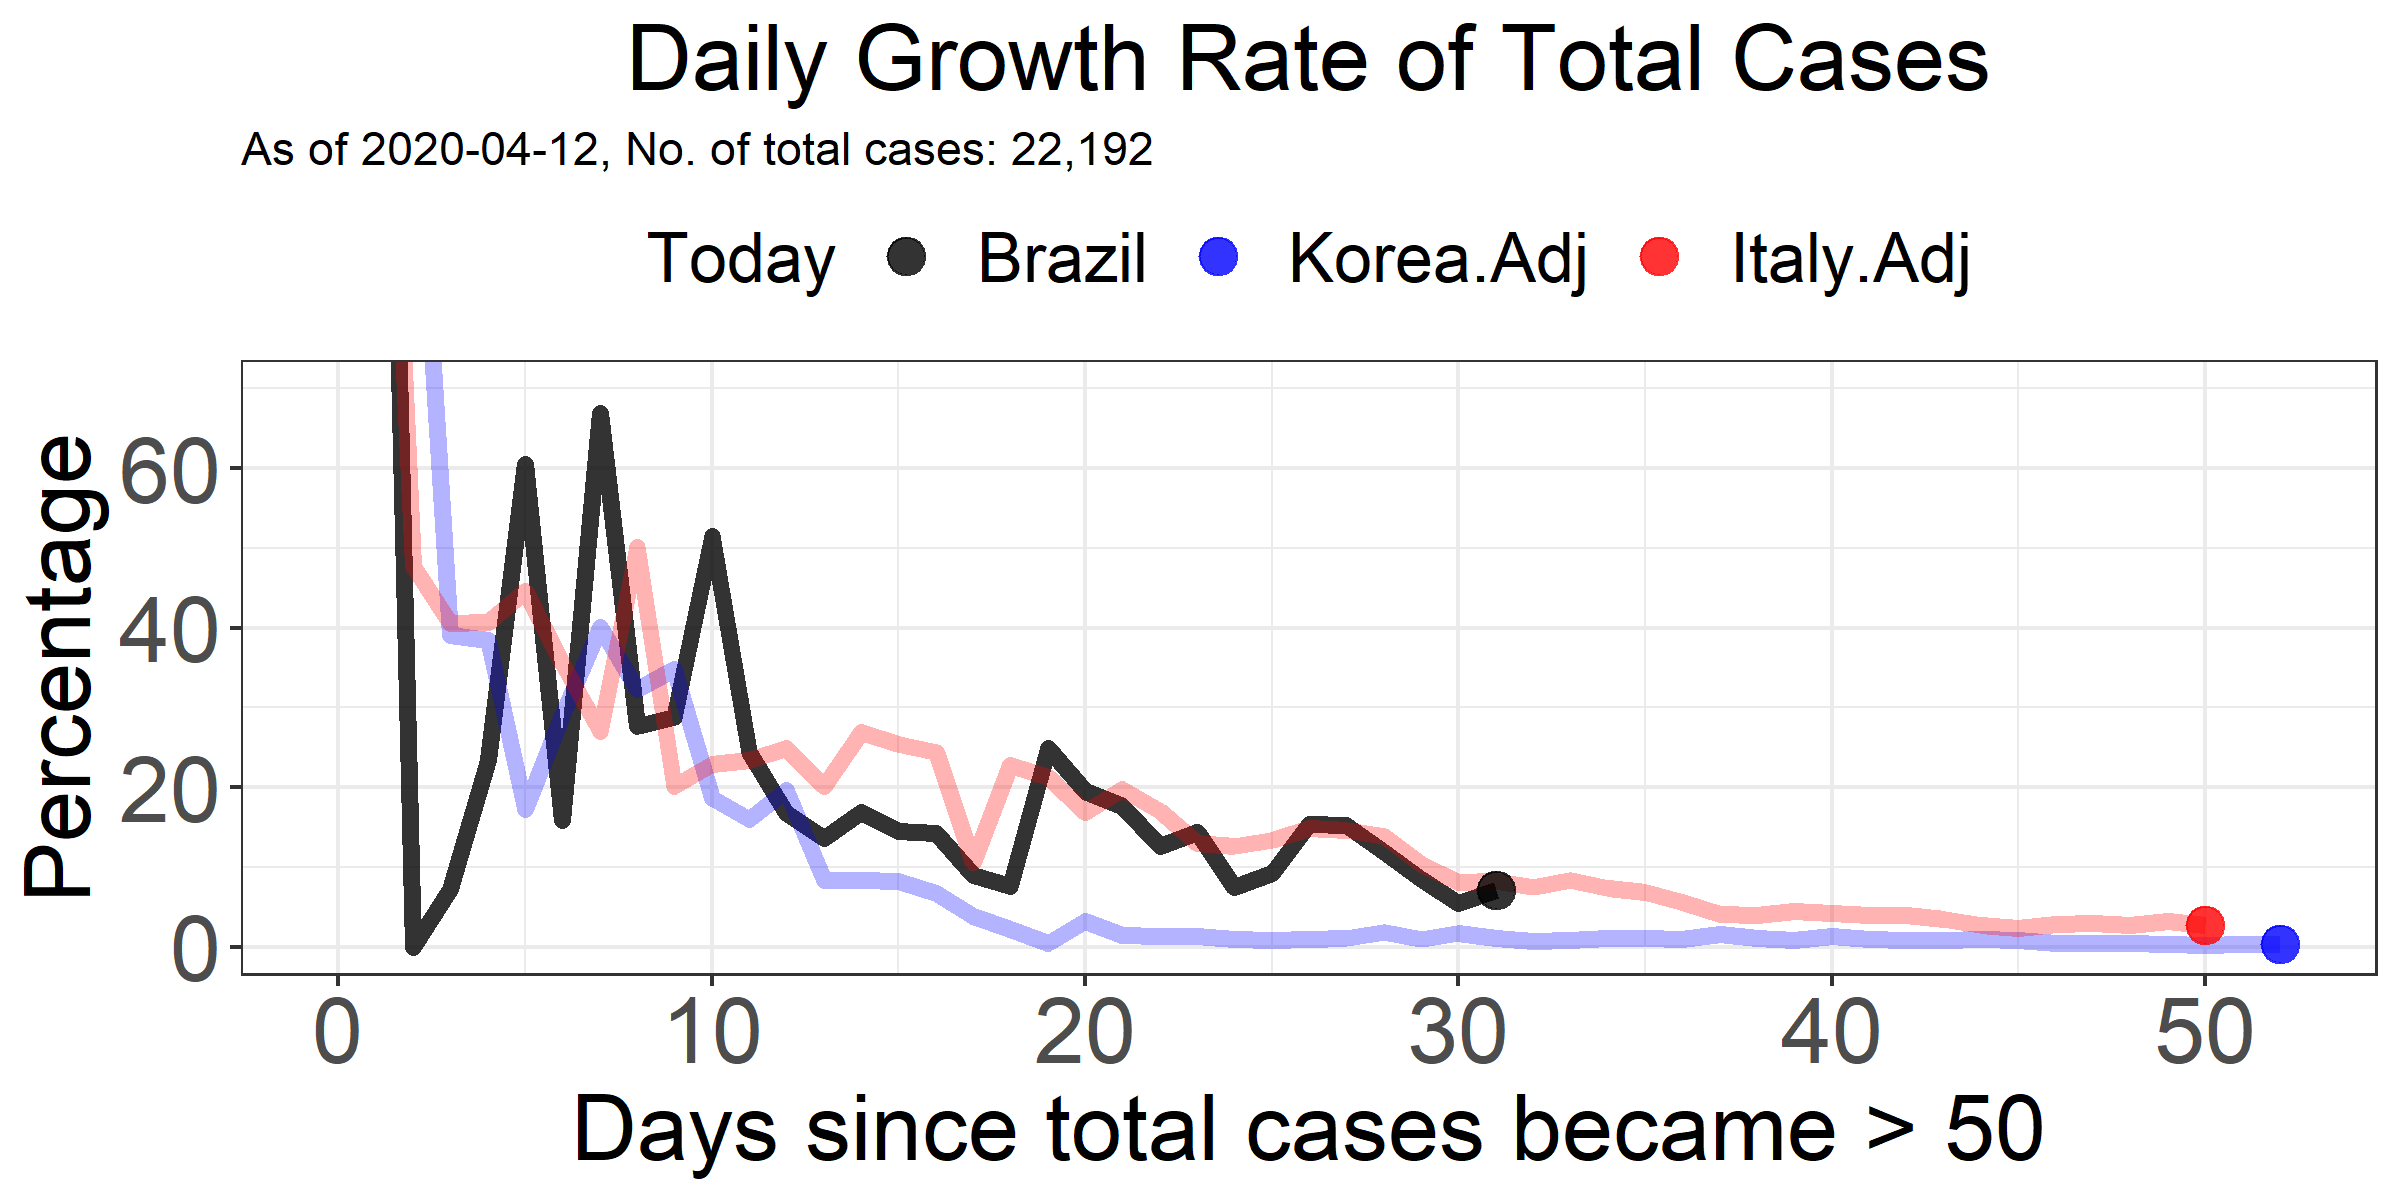 Daily Growth Rate of Total Cases
As of 2020-04-12, No. of total cases: 22,192
Today Brazil Korea.Adj Italy.Adj
Percentage
60
40
20
0
0 10 20 30 40 50
Days since total cases became > 50